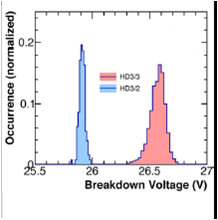 Occurrence (normalized)
0.2
HD3/3
HD3/2
0.1
0
25.5 26 26.5 27
Breakdown Voltage (V)